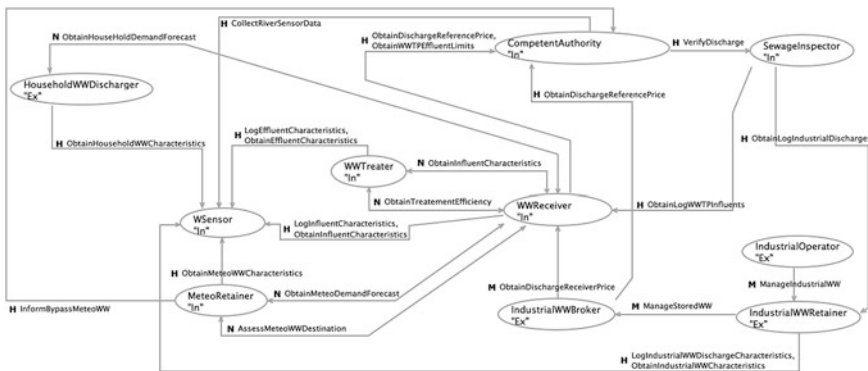 H CollectRiverSensorData
N ObtainHouseHoldDemandForecast
H ObtainDischargeReferencePrice,
ObtainWWTPEffluentLimits
CompetentAuthority
"In"
H VerifyDischarge
SewageInspector
"In"
HouseholdWWDischarger
"Ex"
H ObtainDischargeReferencePrice
H ObtainHouseholdWWCharacteristics
H LogEffluentCharacteristics,
ObtainEffluentCharacteristics
H ObtainLogIndustrialDischarges
WWTreater
"In"
N ObtainInfluentCharacteristics
N ObtainTreatementEfficiency
H ObtainLogWWTPInfluents
WSensor
"In"
WWReceiver
"In"
H LogInfluentCharacteristics,
ObtainInfluentCharacteristics
IndustrialOperator
"Ex"
H ObtainMeteoWWCharacteristics
M ObtainDischargeReceiverPrice
M ManageIndustrialWW
MeteoRetainer
"In"
N ObtainMeteoDemandForecast
H InformBypassMeteoWW
IndustrialWWBroker
"Ex"
M ManageStoredWW
IndustrialWWRetainer
"Ex"
N AssessMeteoWWDestination
H LogIndustrialWWDischargeCharacteristics,
ObtainIndustrialWWCharacteristics